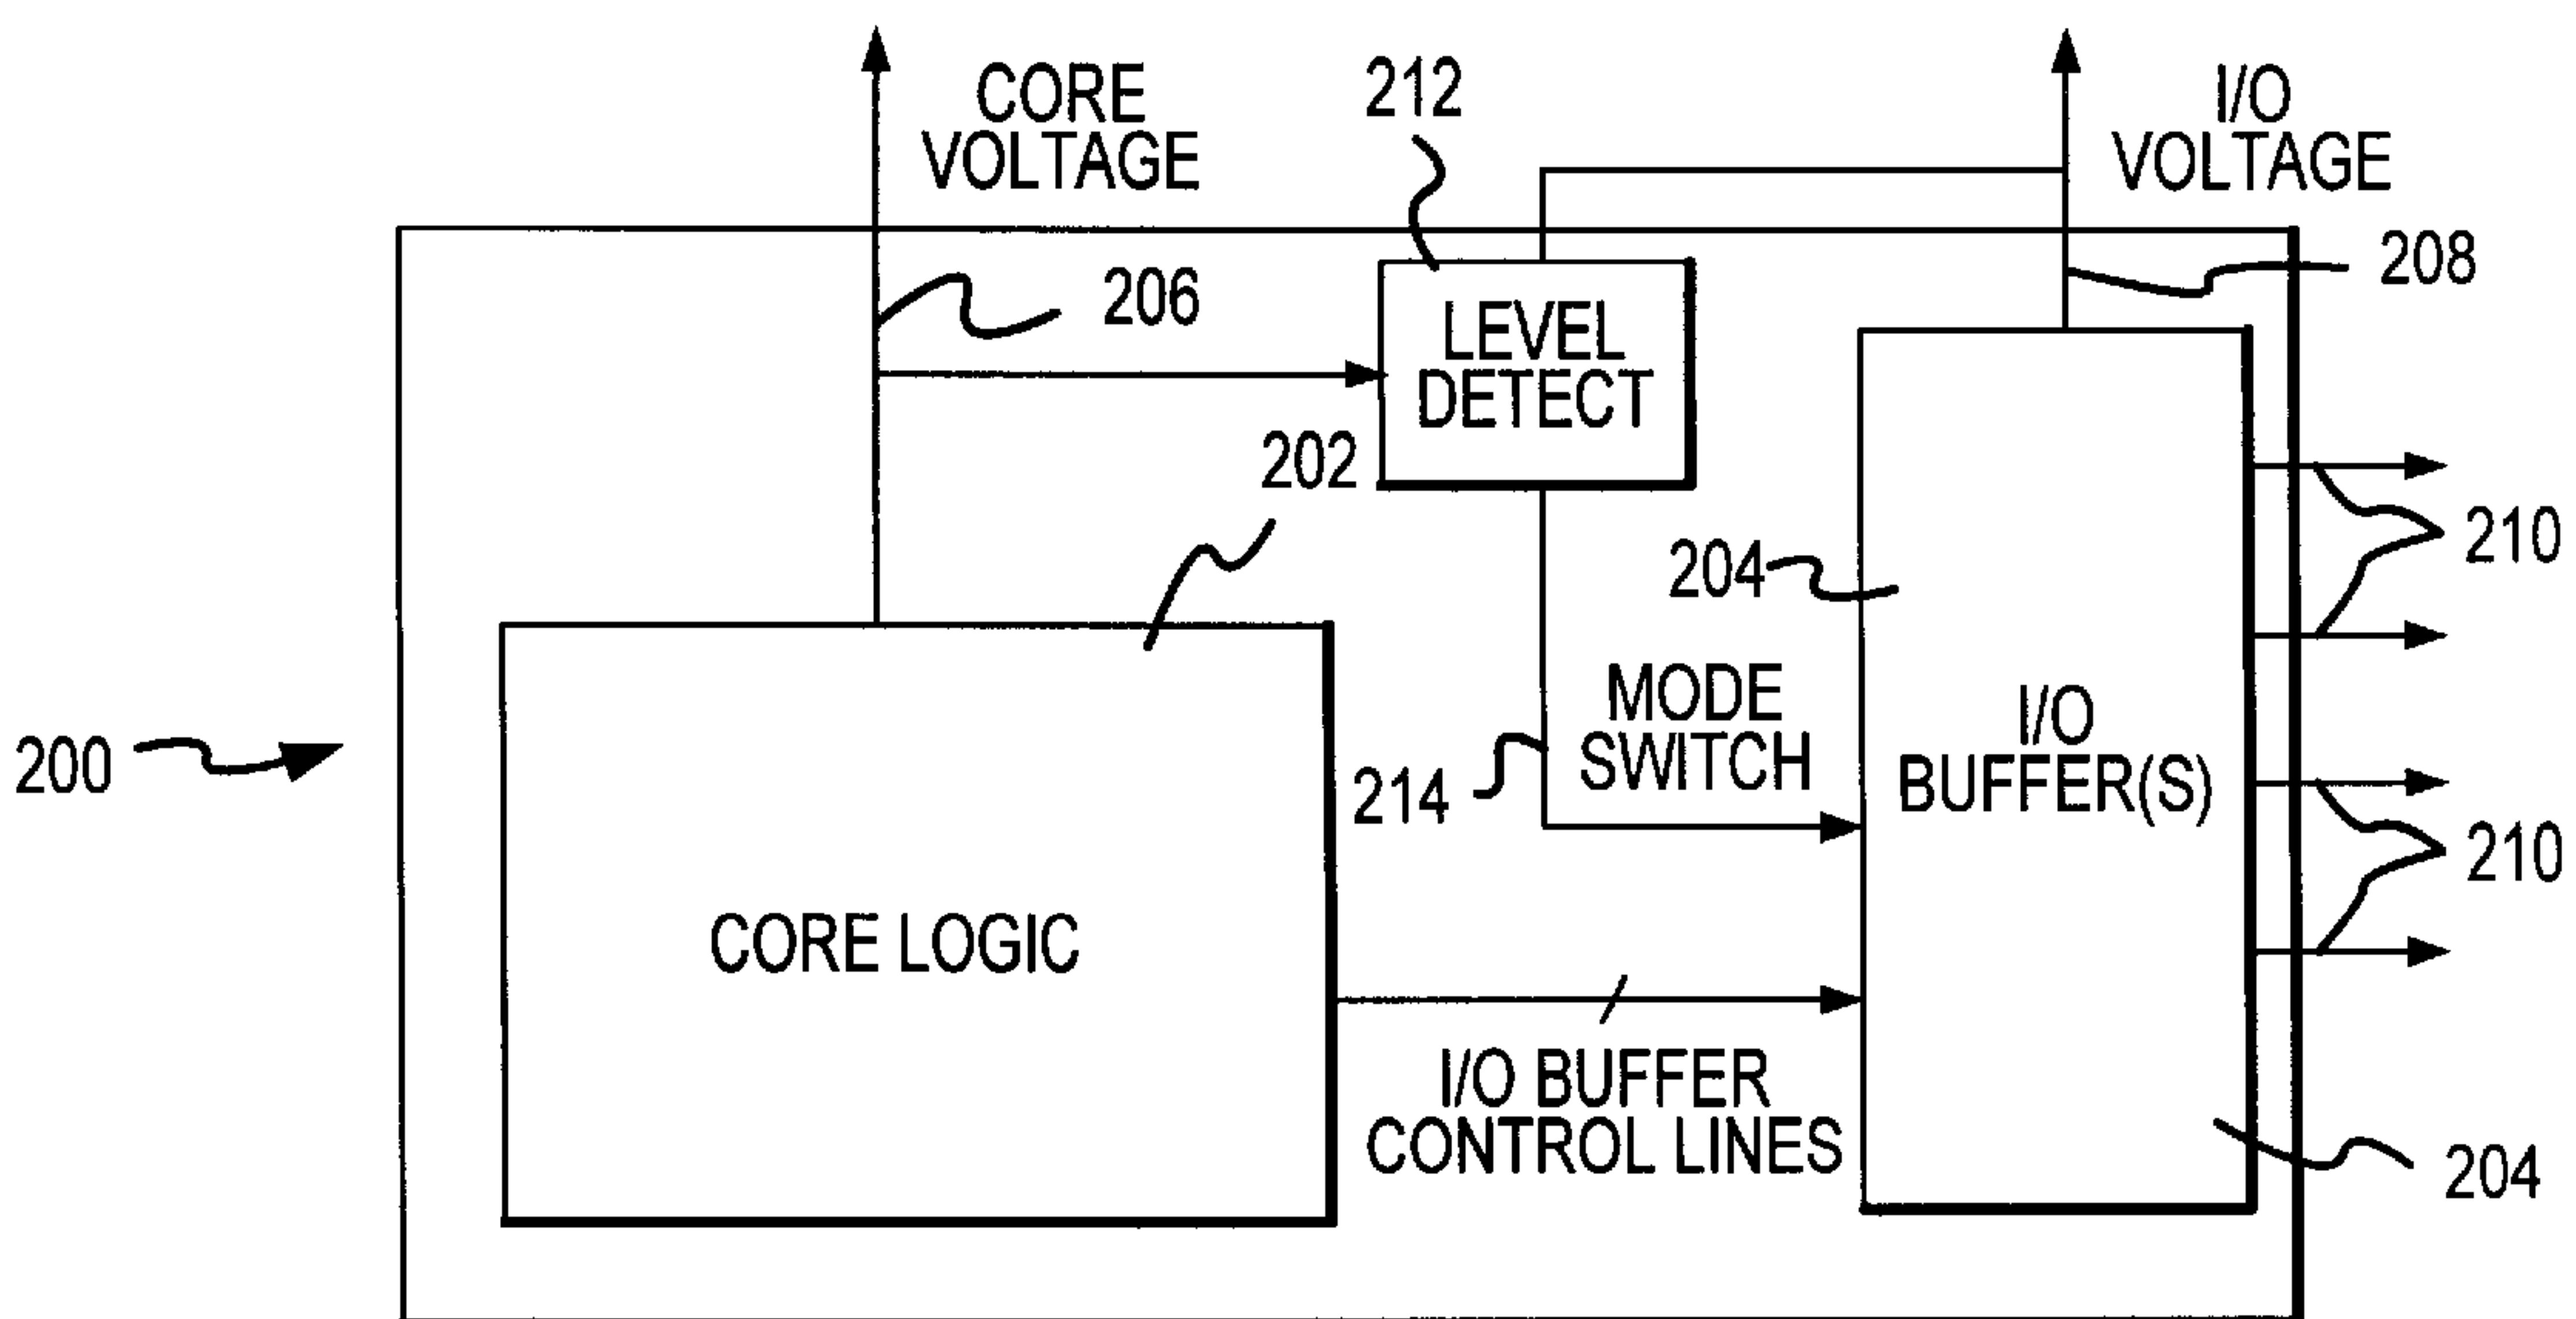 CORE
VOLTAGE
212
I/O
VOLTAGE
206
208
LEVEL
DETECT
202
210
204
MODE
SWITCH
214
I/O
BUFFER(S)
200
210
CORE LOGIC
I/O BUFFER
CONTROL LINES
204